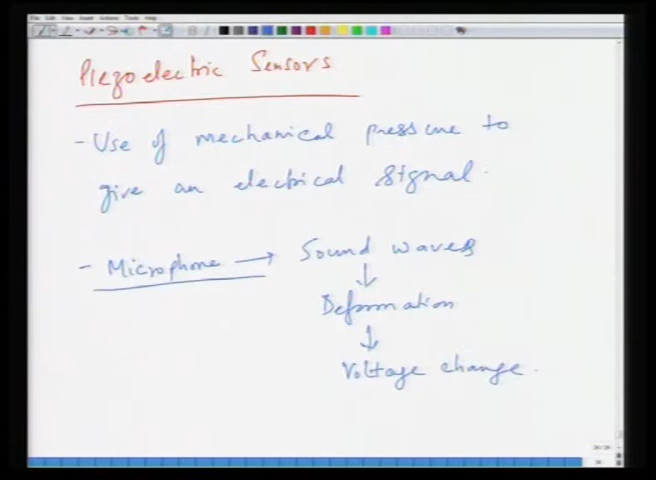 Piezoelectric Sensors
- Use of mechanical pressure to
give an electrical signal.
- Microphone → Sound waves
↓
Deformation
↓
Voltage change.